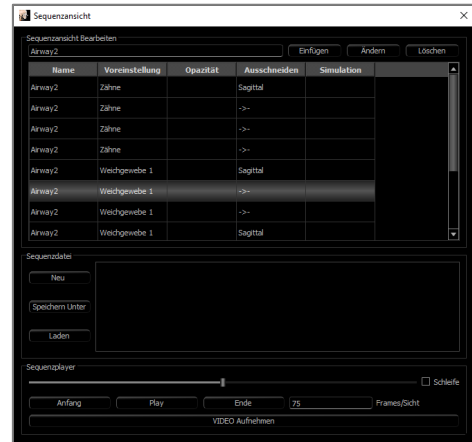 Sequenzansicht
Sequenzansicht Bearbeiten
Airway2 Einfügen Ändern Löschen
Name Voreinstellung Opazität Ausschneiden Simulation
Airway2 Zähne Sagittal
Airway2 Zähne ->-
Airway2 Zähne ->-
Airway2 Zähne ->-
Airway2 Weichgewebe 1 Sagittal
Airway2 Weichgewebe 1 ->-
Airway2 Weichgewebe 1 ->-
Airway2 Weichgewebe 1 Sagittal
Sequenzdatei
Neu
Speichern Unter
Laden
Sequenzplayer
Schleife
Anfang Play Ende 75 Frames/Sicht
VIDEO Aufnehmen